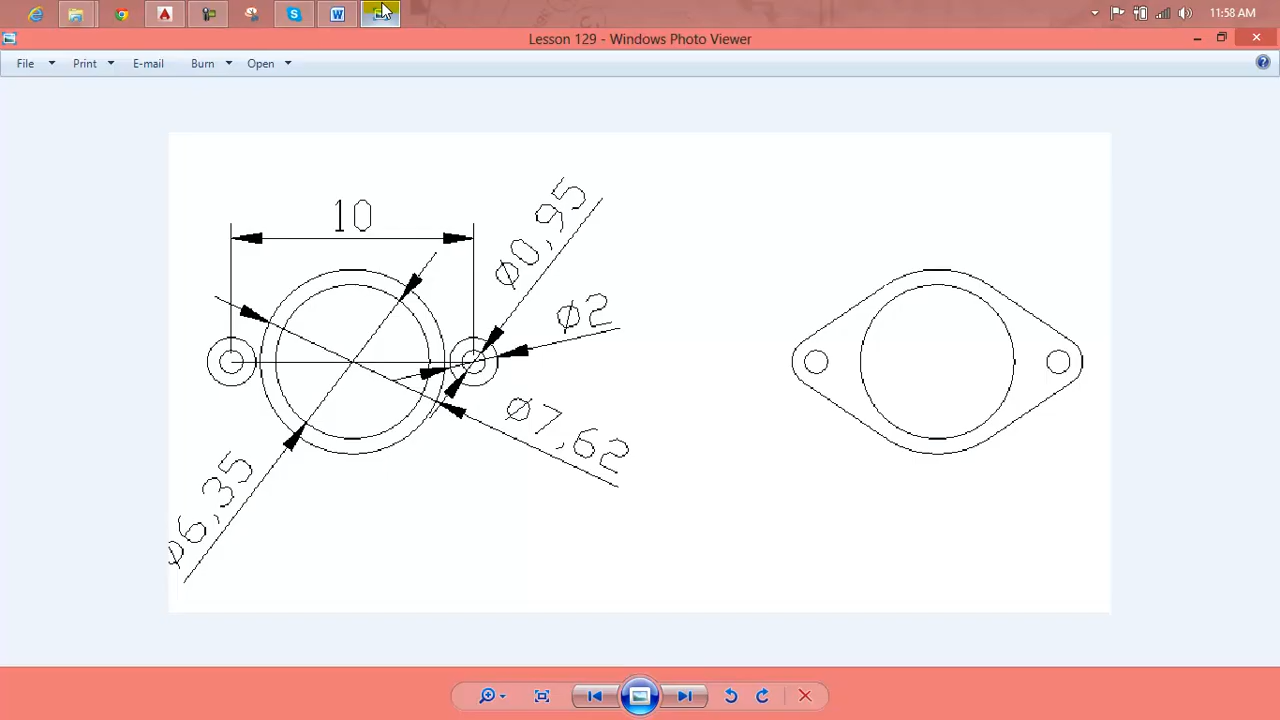 11:58 AM
Lesson 129 - Windows Photo Viewer
File Print E-mail Burn Open
10
ø0,95
ø2
ø7,62
ø6,35